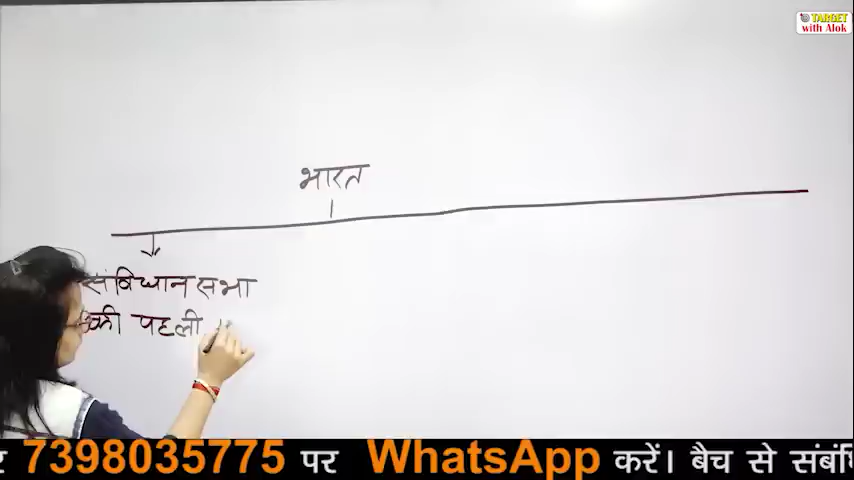 TARGET
with Alok
भारत
संविधान सभा
की पहली
र 7398035775 पर WhatsApp करें। बैच से संबंधि